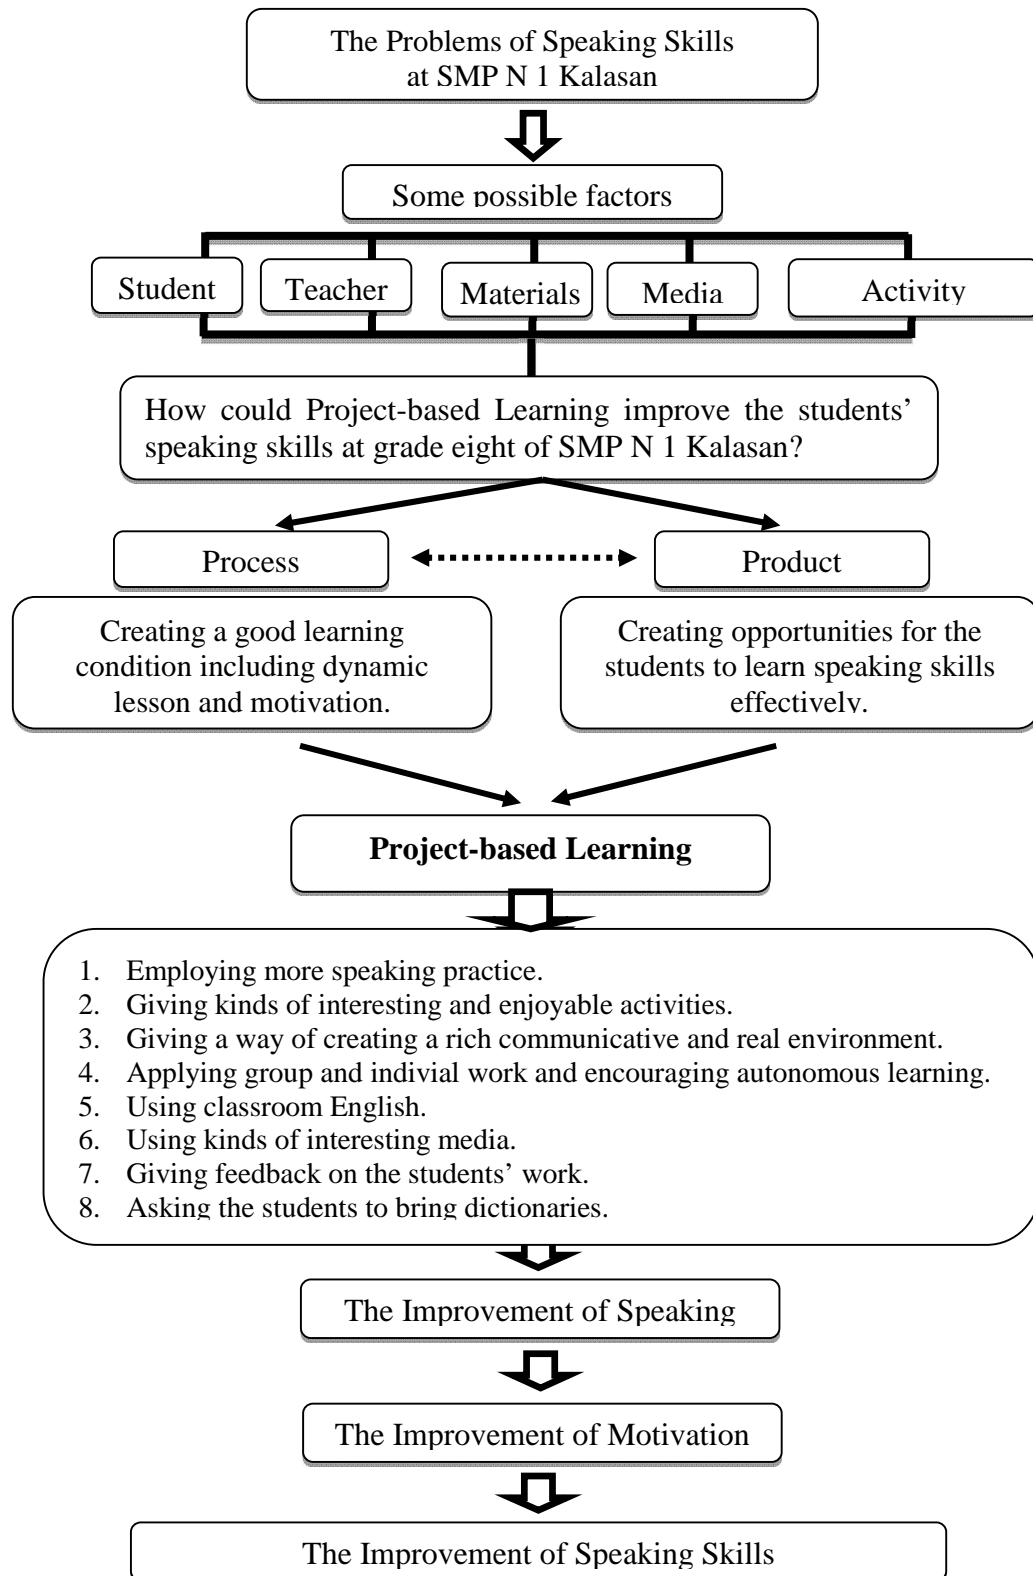 The Problems of Speaking Skills
at SMP N 1 Kalasan
Some possible factors
Student
Teacher
Materials
Media
Activity
How could Project-based Learning improve the students’
speaking skills at grade eight of SMP N 1 Kalasan?
Process
Product
Creating a good learning
condition including dynamic
lesson and motivation.
Creating opportunities for the
students to learn speaking skills
effectively.
Project-based Learning
1. Employing more speaking practice.
2. Giving kinds of interesting and enjoyable activities.
3. Giving a way of creating a rich communicative and real environment.
4. Applying group and indivial work and encouraging autonomous learning.
5. Using classroom English.
6. Using kinds of interesting media.
7. Giving feedback on the students’ work.
8. Asking the students to bring dictionaries.
The Improvement of Speaking
The Improvement of Motivation
The Improvement of Speaking Skills